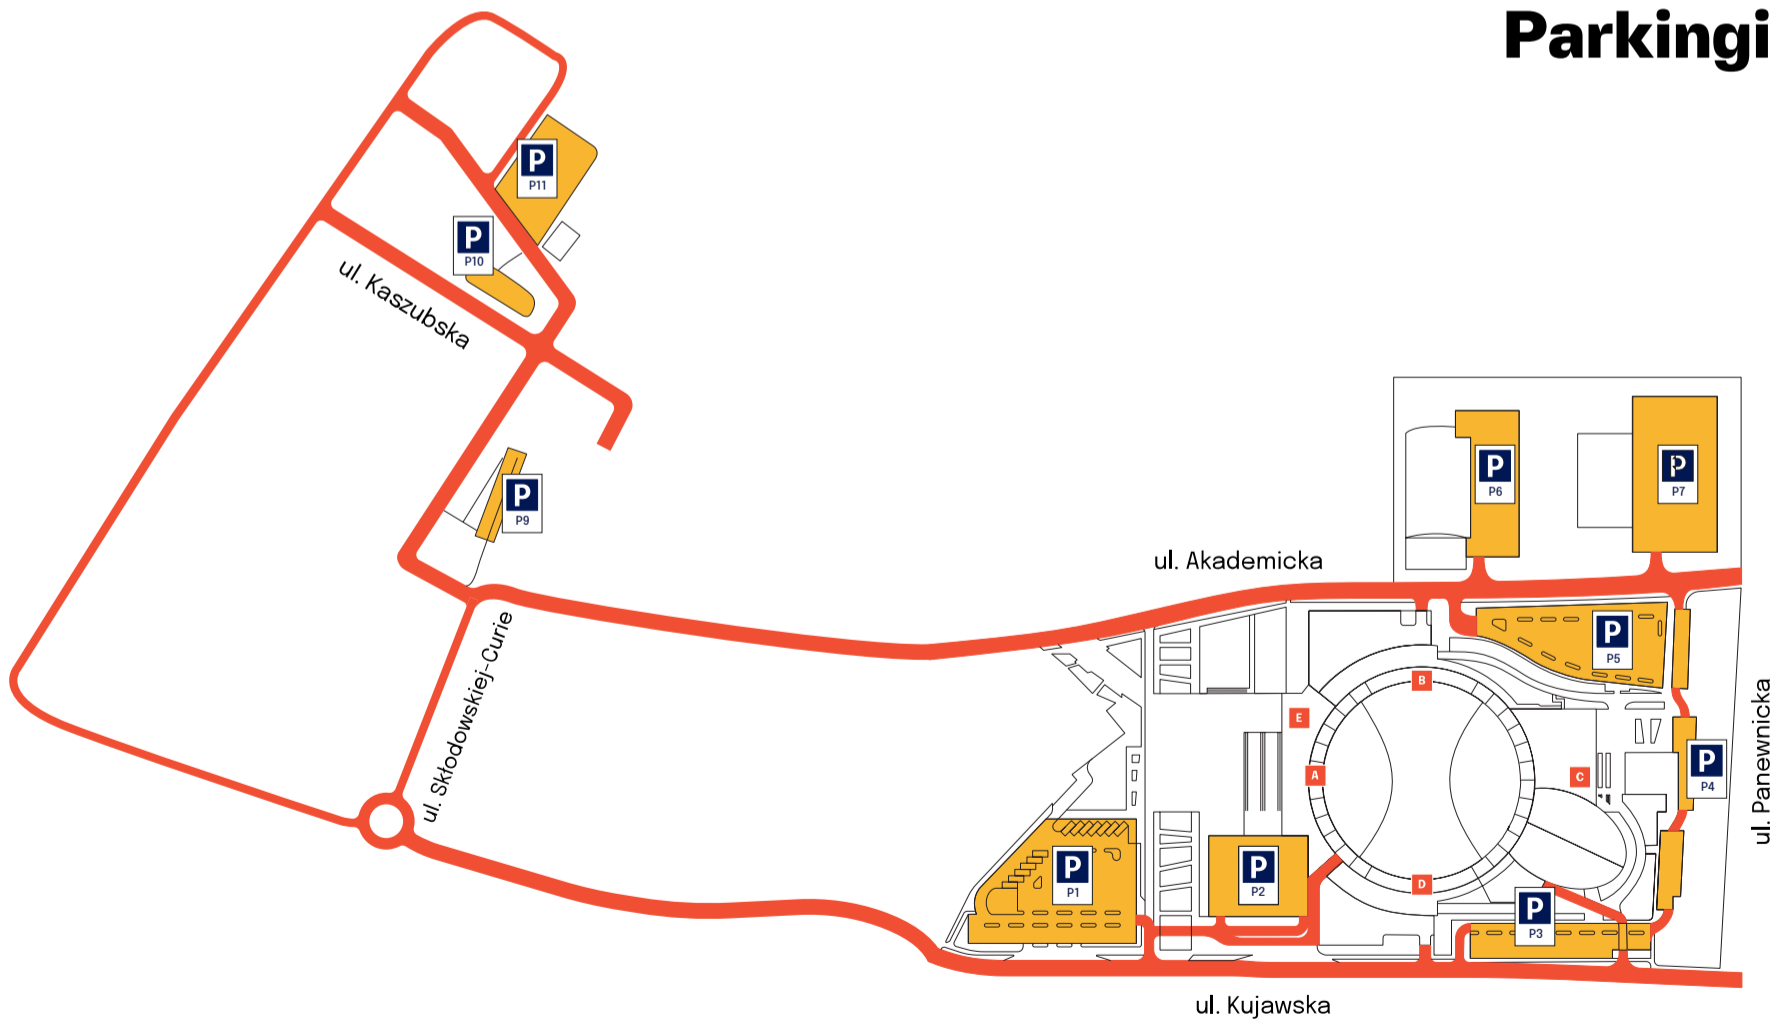 Parkingi
P
P11
P
P10
ul. Kaszubska
P
P9
ul. Skłodowskiej-Curie
ul. Akademicka
P
P6
P
P7
P
P5
B
E
A
C
P
P4
ul. Panewnicka
P
P1
P
P2
D
P
P3
ul. Kujawska